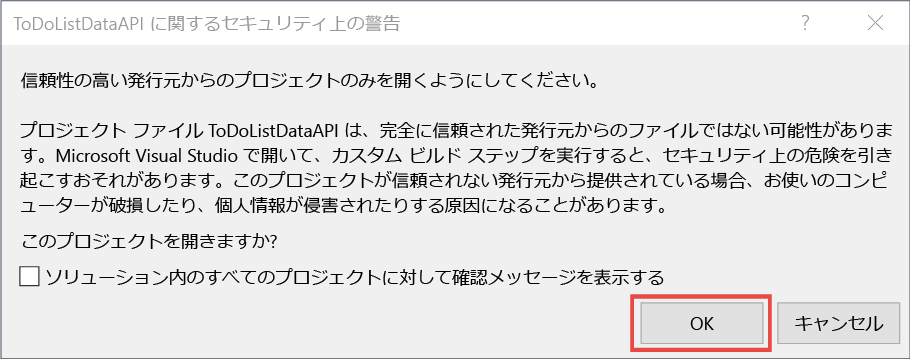 ToDoListDataAPI に関するセキュリティ上の警告
?
信頼性の高い発行元からのプロジェクトのみを開くようにしてください。
プロジェクト ファイル ToDoListDataAPI は、完全に信頼された発行元からのファイルではない可能性がありま
す。Microsoft Visual Studio で開いて、カスタム ビルド ステップを実行すると、セキュリティ上の危険を引き
起こすおそれがあります。このプロジェクトが信頼されない発行元から提供されている場合、お使いのコンピ
ューターが破損したり、個人情報が侵害されたりする原因になることがあります。
このプロジェクトを開きますか?
ソリューション内のすべてのプロジェクトに対して確認メッセージを表示する
OK
キャンセル